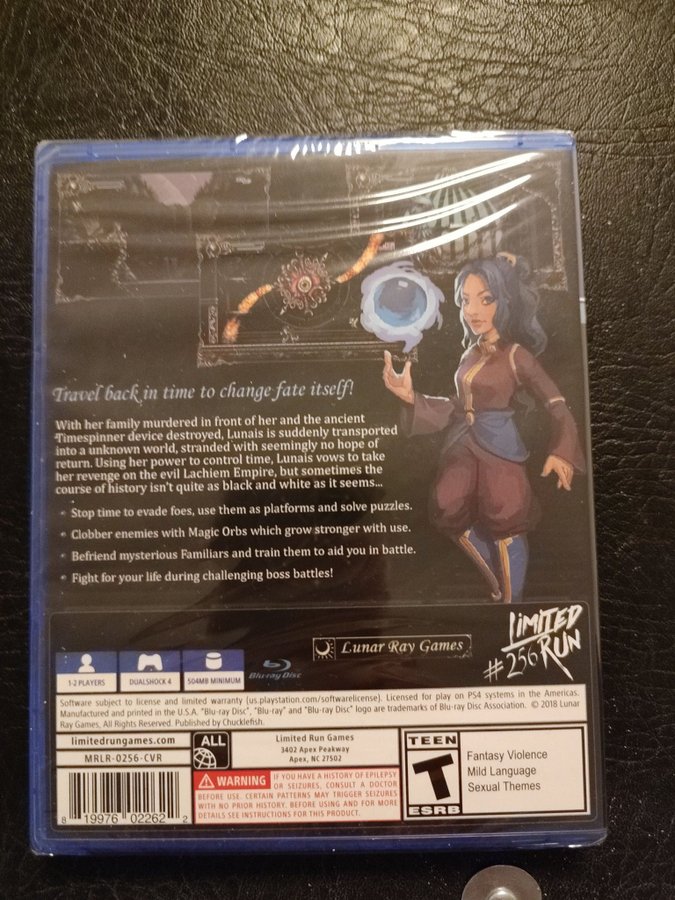 Travel back in time to change fate itself!
With her family murdered in front of her and the ancient
Timespinner device destroyed, Lunais is suddenly transported
into a unknown world, stranded with seemingly no hope of
return. Using her power to control time, Lunais vows to take
her revenge on the evil Lachiem Empire, but sometimes the
course of history isn't quite as black and white as it seems...
Stop time to evade foes, use them as platforms and solve puzzles.
Clobber enemies with Magic Orbs which grow stronger with use.
Befriend mysterious Familiars and train them to aid you in battle.
Fight for your life during challenging boss battles!
LIMITED
RUN
#256
Lunar Ray Games
1-2 PLAYERS
DUALSHOCK 4
504MB MINIMUM
Blu-ray Disc
Software subject to license and limited warranty (us.playstation.com/softwarelicense). Licensed for play on PS4 systems in the Americas.
Manufactured and printed in the U.S.A. "Blu-ray Disc", "Blu-ray" and "Blu-ray Disc" logo are trademarks of Blu-ray Disc Association. © 2018 Lunar
Ray Games, All Rights Reserved. Published by Chucklefish.
limitedrungames.com
MRLR-0256-CVR
8 19976 02262 2
ALL
Limited Run Games
3402 Apex Peakway
Apex, NC 27502
WARNING IF YOU HAVE A HISTORY OF EPILEPSY
OR SEIZURES, CONSULT A DOCTOR
BEFORE USE. CERTAIN PATTERNS MAY TRIGGER SEIZURES
WITH NO PRIOR HISTORY. BEFORE USING AND FOR MORE
DETAILS SEE INSTRUCTIONS FOR THIS PRODUCT.
TEEN
T
ESRB
Fantasy Violence
Mild Language
Sexual Themes